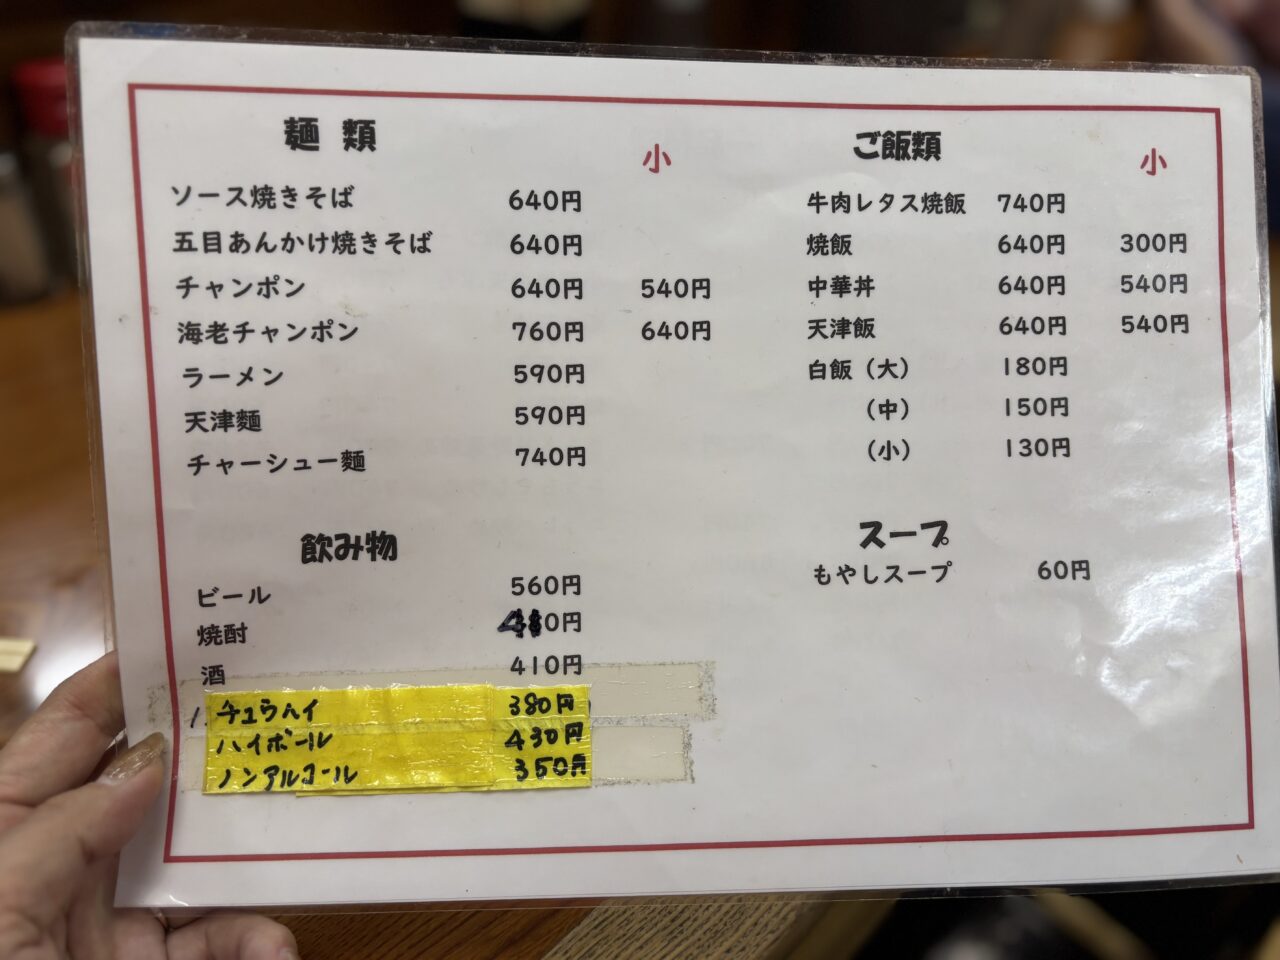 麺類
小
ソース焼きそば 640円
五目あんかけ焼きそば 640円
チャンポン 640円 540円
海老チャンポン 760円 640円
ラーメン 590円
天津麺 590円
チャーシュー麺 740円
飲み物
ビール 560円
焼酎
酒 410円
チュウハイ 380円
ハイボール 430円
ノンアルコール 350円
ご飯類
小
牛肉レタス焼飯 740円
焼飯 640円 300円
中華丼 640円 540円
天津飯 640円 540円
白飯（大） 180円
（中） 150円
（小） 130円
スープ
もやしスープ 60円